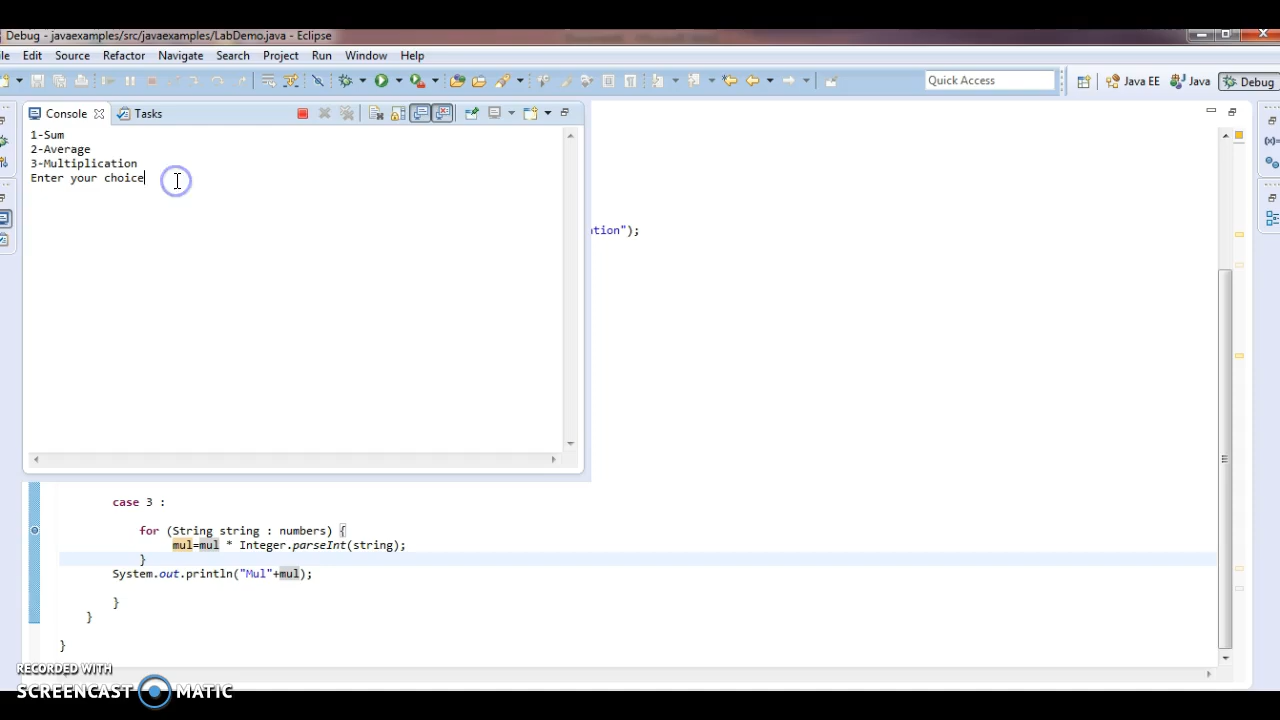 Debug - javaexamples/src/javaexamples/LabDemo.java - Eclipse
Edit Source Refactor Navigate Search Project Run Window Help
Quick Access
Java EE
Java
Debug
Console
Tasks
1-Sum
2-Average
3-Multiplication
Enter your choice
ation");
case 3 :
for (String string : numbers) {
mul=mul * Integer.parseInt(string);
}
System.out.println("Mul"+mul);
}
}
}
RECORDED WITH
SCREENCAST MATIC